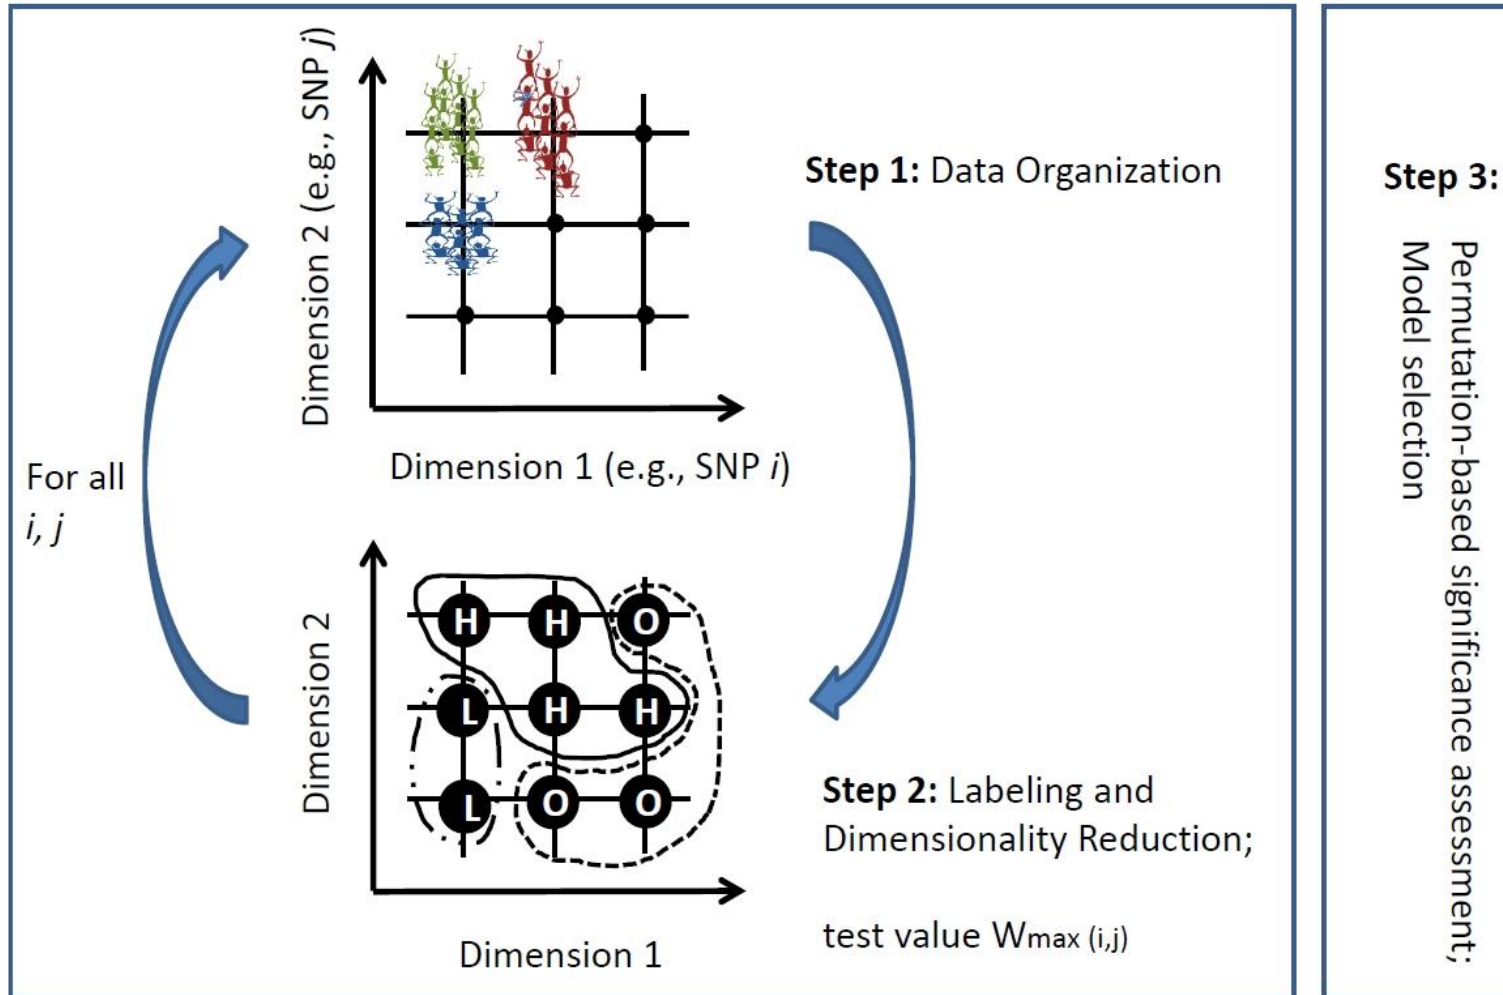 Dimension 2 (e.g., SNP j)
Dimension 1 (e.g., SNP i)
Step 1: Data Organization
For all
i, j
Dimension 2
H H O
L H H
L O O
Dimension 1
Step 2: Labeling and
Dimensionality Reduction;
test value Wmax (i,j)
Step 3:
Permutation-based significance assessment;
Model selection